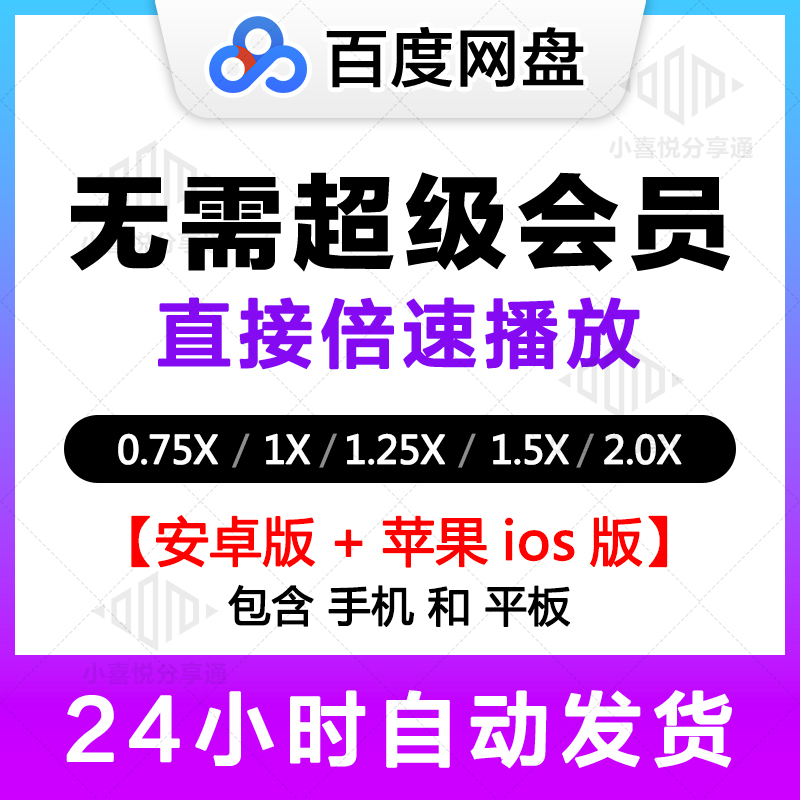 百度网盘
小喜悦分享通
无需超级会员
直接倍速播放
0.75X / 1X / 1.25X / 1.5X / 2.0X
【安卓版 + 苹果 ios 版】
包含 手机 和 平板
小喜悦分享通
24小时自动发货